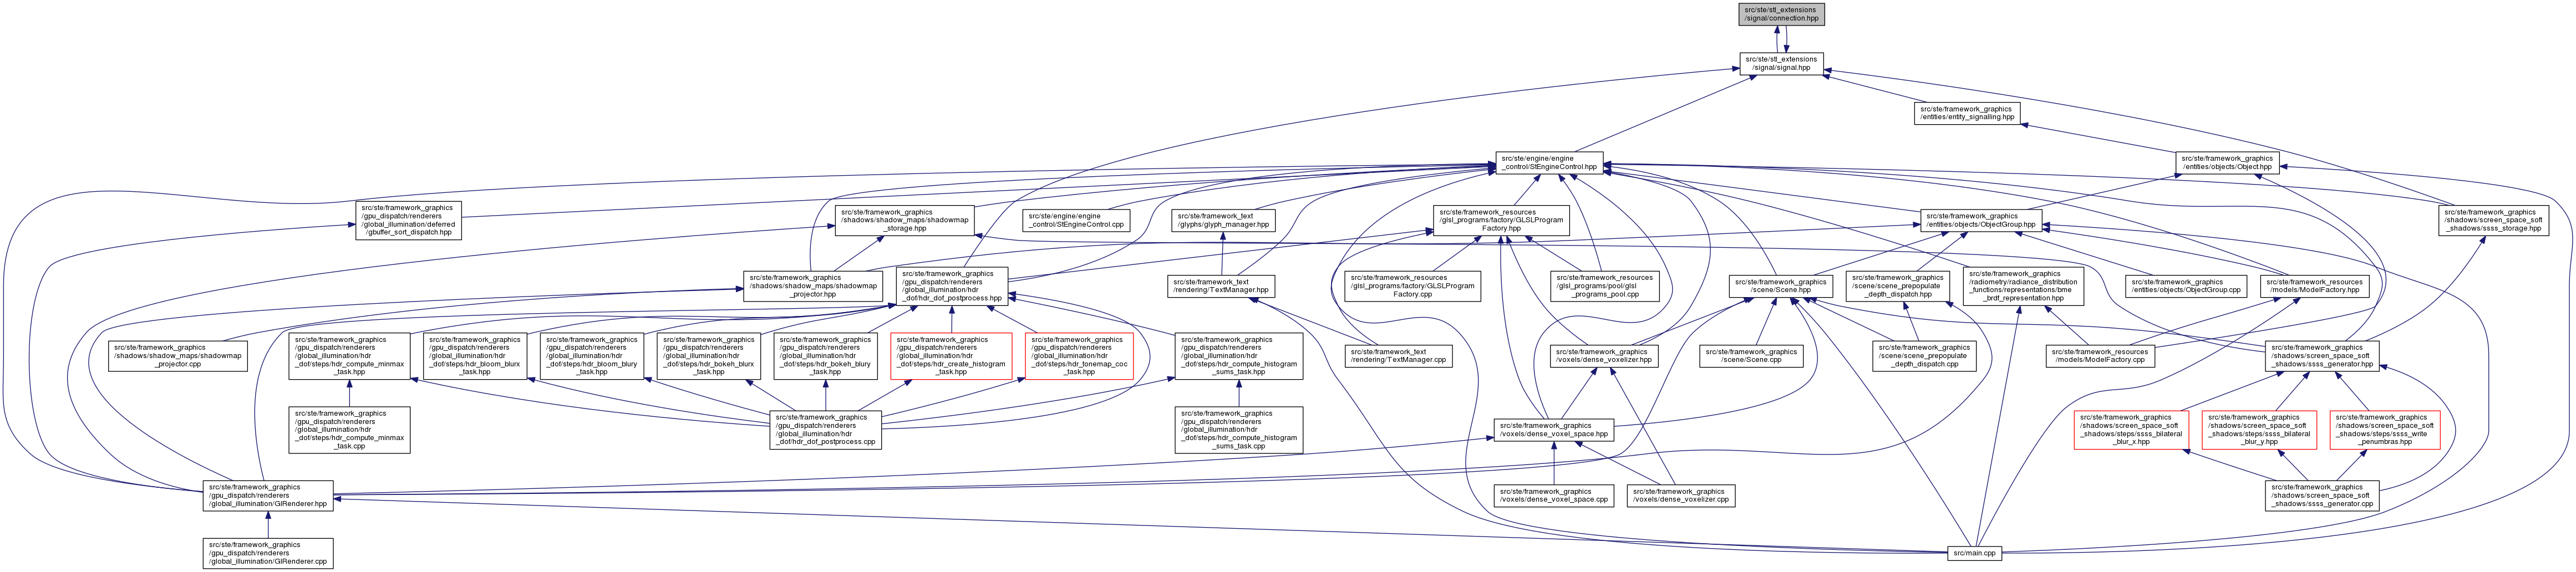 src/ste/stl_extensions
/signal/connection.hpp
src/ste/stl_extensions
/signal/signal.hpp
src/ste/framework_graphics
/entities/entity_signalling.hpp
src/ste/engine/engine
_control/StEngineControl.hpp
src/ste/framework_graphics
/entities/objects/Object.hpp
src/ste/framework_graphics
/gpu_dispatch/renderers
/global_illumination/deferred
/gbuffer_sort_dispatch.hpp
src/ste/framework_graphics
/shadows/shadow_maps/shadowmap
_storage.hpp
src/ste/engine/engine
_control/StEngineControl.cpp
src/ste/framework_text
/glyphs/glyph_manager.hpp
src/ste/framework_resources
/glsl_programs/factory/GLSLProgram
Factory.hpp
src/ste/framework_graphics
/entities/objects/ObjectGroup.hpp
src/ste/framework_graphics
/shadows/screen_space_soft
_shadows/ssss_storage.hpp
src/ste/framework_graphics
/shadows/shadow_maps/shadowmap
_projector.hpp
src/ste/framework_graphics
/gpu_dispatch/renderers
/global_illumination/hdr
_dof/hdr_dof_postprocess.hpp
src/ste/framework_text
/rendering/TextManager.hpp
src/ste/framework_resources
/glsl_programs/factory/GLSLProgram
Factory.cpp
src/ste/framework_resources
/glsl_programs/pool/glsl
_programs_pool.cpp
src/ste/framework_graphics
/scene/Scene.hpp
src/ste/framework_graphics
/scene/scene_prepopulate
_depth_dispatch.hpp
src/ste/framework_graphics
/radiometry/radiance_distribution
_functions/representations/bme
_brdf_representation.hpp
src/ste/framework_graphics
/entities/objects/ObjectGroup.cpp
src/ste/framework_resources
/models/ModelFactory.hpp
src/ste/framework_graphics
/shadows/shadow_maps/shadowmap
_projector.cpp
src/ste/framework_graphics
/gpu_dispatch/renderers
/global_illumination/hdr
_dof/steps/hdr_compute_minmax
_task.hpp
src/ste/framework_graphics
/gpu_dispatch/renderers
/global_illumination/hdr
_dof/steps/hdr_bloom_blurx
_task.hpp
src/ste/framework_graphics
/gpu_dispatch/renderers
/global_illumination/hdr
_dof/steps/hdr_bloom_blury
_task.hpp
src/ste/framework_graphics
/gpu_dispatch/renderers
/global_illumination/hdr
_dof/steps/hdr_bokeh_blurx
_task.hpp
src/ste/framework_graphics
/gpu_dispatch/renderers
/global_illumination/hdr
_dof/steps/hdr_bokeh_blury
_task.hpp
src/ste/framework_graphics
/gpu_dispatch/renderers
/global_illumination/hdr
_dof/steps/hdr_create_histogram
_task.hpp
src/ste/framework_graphics
/gpu_dispatch/renderers
/global_illumination/hdr
_dof/steps/hdr_tonemap_coc
_task.hpp
src/ste/framework_graphics
/gpu_dispatch/renderers
/global_illumination/hdr
_dof/steps/hdr_compute_histogram
_sums_task.hpp
src/ste/framework_text
/rendering/TextManager.cpp
src/ste/framework_graphics
/voxels/dense_voxelizer.hpp
src/ste/framework_graphics
/scene/Scene.cpp
src/ste/framework_graphics
/scene/scene_prepopulate
_depth_dispatch.cpp
src/ste/framework_resources
/models/ModelFactory.cpp
src/ste/framework_graphics
/shadows/screen_space_soft
_shadows/ssss_generator.hpp
src/ste/framework_graphics
/gpu_dispatch/renderers
/global_illumination/hdr
_dof/steps/hdr_compute_minmax
_task.cpp
src/ste/framework_graphics
/gpu_dispatch/renderers
/global_illumination/hdr
_dof/hdr_dof_postprocess.cpp
src/ste/framework_graphics
/gpu_dispatch/renderers
/global_illumination/hdr
_dof/steps/hdr_compute_histogram
_sums_task.cpp
src/ste/framework_graphics
/voxels/dense_voxel_space.hpp
src/ste/framework_graphics
/shadows/screen_space_soft
_shadows/steps/ssss_bilateral
_blur_x.hpp
src/ste/framework_graphics
/shadows/screen_space_soft
_shadows/steps/ssss_bilateral
_blur_y.hpp
src/ste/framework_graphics
/shadows/screen_space_soft
_shadows/steps/ssss_write
_penumbras.hpp
src/ste/framework_graphics
/gpu_dispatch/renderers
/global_illumination/GIRenderer.hpp
src/ste/framework_graphics
/voxels/dense_voxel_space.cpp
src/ste/framework_graphics
/voxels/dense_voxelizer.cpp
src/ste/framework_graphics
/shadows/screen_space_soft
_shadows/ssss_generator.cpp
src/ste/framework_graphics
/gpu_dispatch/renderers
/global_illumination/GIRenderer.cpp
src/main.cpp